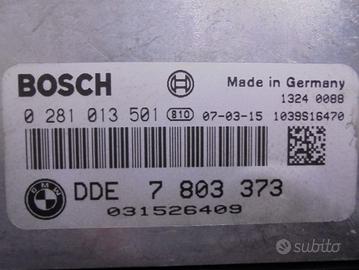 BOSCH
Made in Germany
1324 0088
0 281 013 501 810 07-03-15 1039S16470
BMW
DDE 7 803 373
031526409
subito